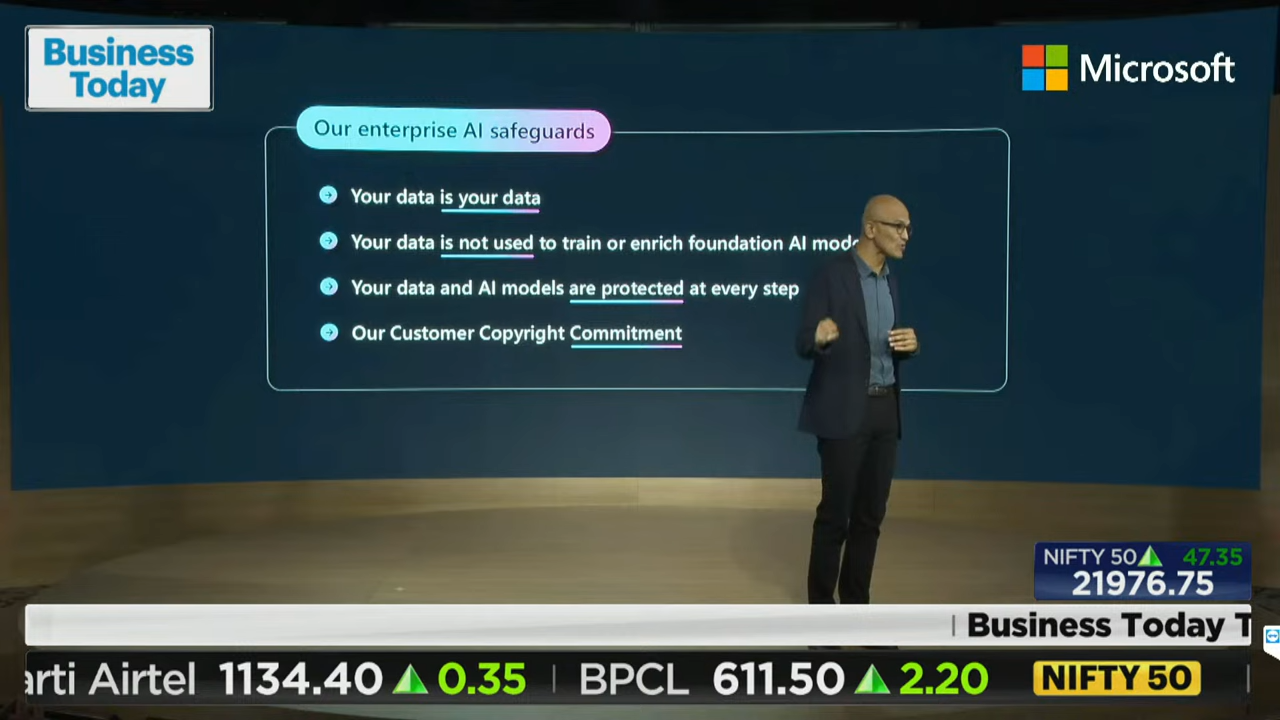 Business
Today
Microsoft
Our enterprise AI safeguards
Your data is your data
Your data is not used to train or enrich foundation AI
Your data and AI models are protected at every step
Our Customer Copyright Commitment
NIFTY 50 47.35
21976.75
Business Today
Airtel 1134.40 0.35 BPCL 611.50 2.20 NIFTY 50